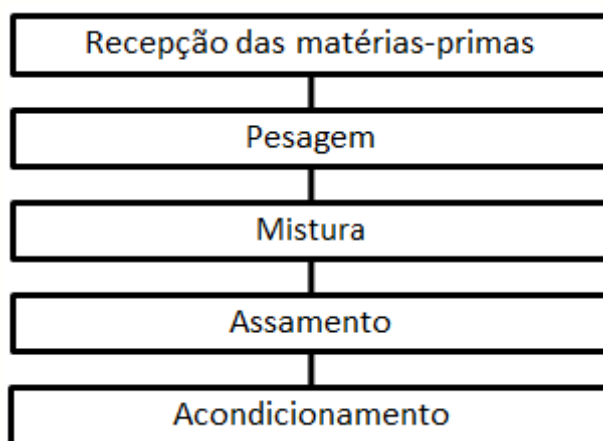 Recepção das matérias-primas
Pesagem
Mistura
Assamento
Acondicionamento